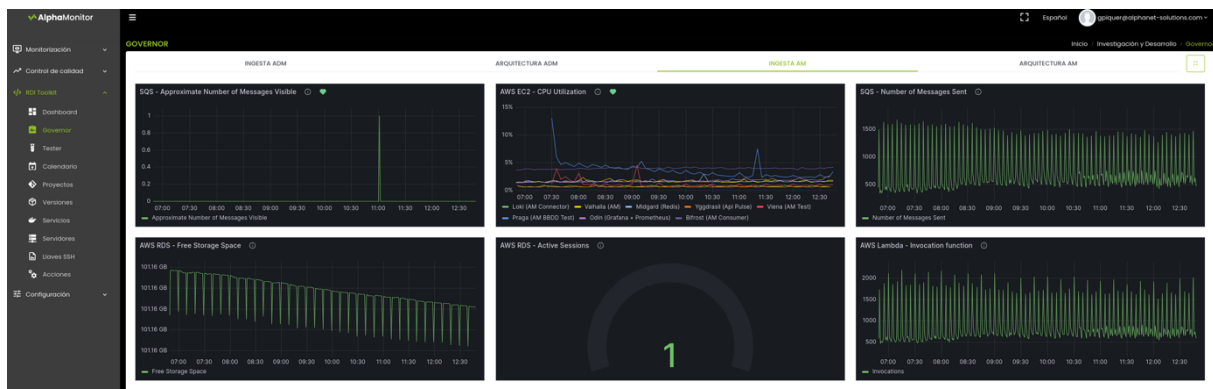 AlphaMonitor
Español
gpiquer@alphanet-solutions.com
Monitorización
Control de calidad
RDI Toolkit
Dashboard
Governor
Tester
Calendario
Proyectos
Versiones
Servicios
Servidores
Llaves SSH
Acciones
Configuración
GOVERNOR
Inicio / Investigación y Desarrollo / Governor
INGESTA ADM
ARQUITECTURA ADM
INGESTA AM
ARQUITECTURA AM
SQS - Approximate Number of Messages Visible
1
0.8
0.6
0.4
0.2
0
07:00 07:30 08:00 08:30 09:00 09:30 10:00 10:30 11:00 11:30 12:00 12:30
Approximate Number of Messages Visible
AWS EC2 - CPU Utilization
15%
10%
5%
0%
07:00 07:30 08:00 08:30 09:00 09:30 10:00 10:30 11:00 11:30 12:00 12:30
Loki (AM Connector) Valhalla (AM) Midgard (Redis) Yggdrasil (Api Pulse) Viena (AM Test)
Praga (AM BBDD Test) Odin (Grafana + Prometheus) Bifrost (AM Consumer)
SQS - Number of Messages Sent
1500
1000
500
07:00 07:30 08:00 08:30 09:00 09:30 10:00 10:30 11:00 11:30 12:00 12:30
Number of Messages Sent
AWS RDS - Free Storage Space
101.16 GB
101.16 GB
101.16 GB
101.16 GB
101.16 GB
07:00 07:30 08:00 08:30 09:00 09:30 10:00 10:30 11:00 11:30 12:00 12:30
Free Storage Space
AWS RDS - Active Sessions
1
AWS Lambda - Invocation function
2000
1500
1000
500
07:00 07:30 08:00 08:30 09:00 09:30 10:00 10:30 11:00 11:30 12:00 12:30
Invocations